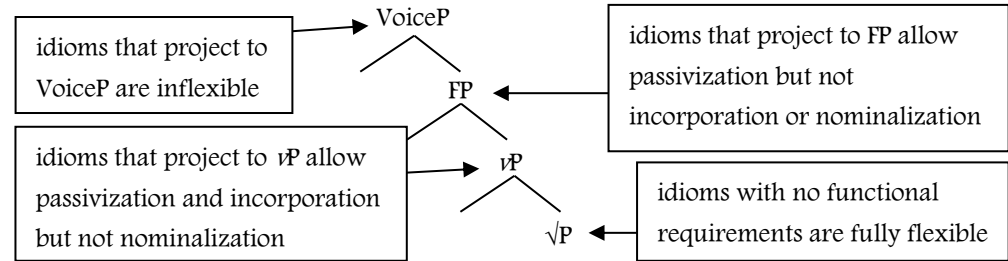 VoiceP
idioms that project to
VoiceP are inflexible
idioms that project to FP allow
passivization but not
incorporation or nominalization
FP
idioms that project to vP allow
passivization and incorporation
but not nominalization
vP
idioms with no functional
requirements are fully flexible
√P